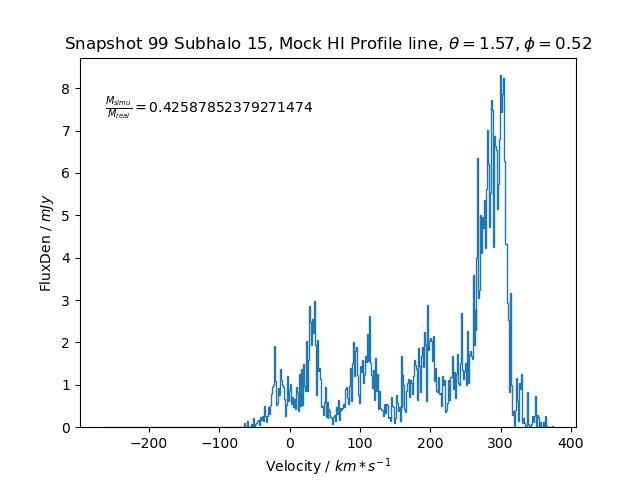 Snapshot 99 Subhalo 15, Mock HI Profile line, θ = 1.57, ϕ = 0.52
M_simu / M_real = 0.42587852379271474
FluxDen / mJy
8
7
6
5
4
3
2
1
0
−200 −100 0 100 200 300 400
Velocity / km * s⁻¹